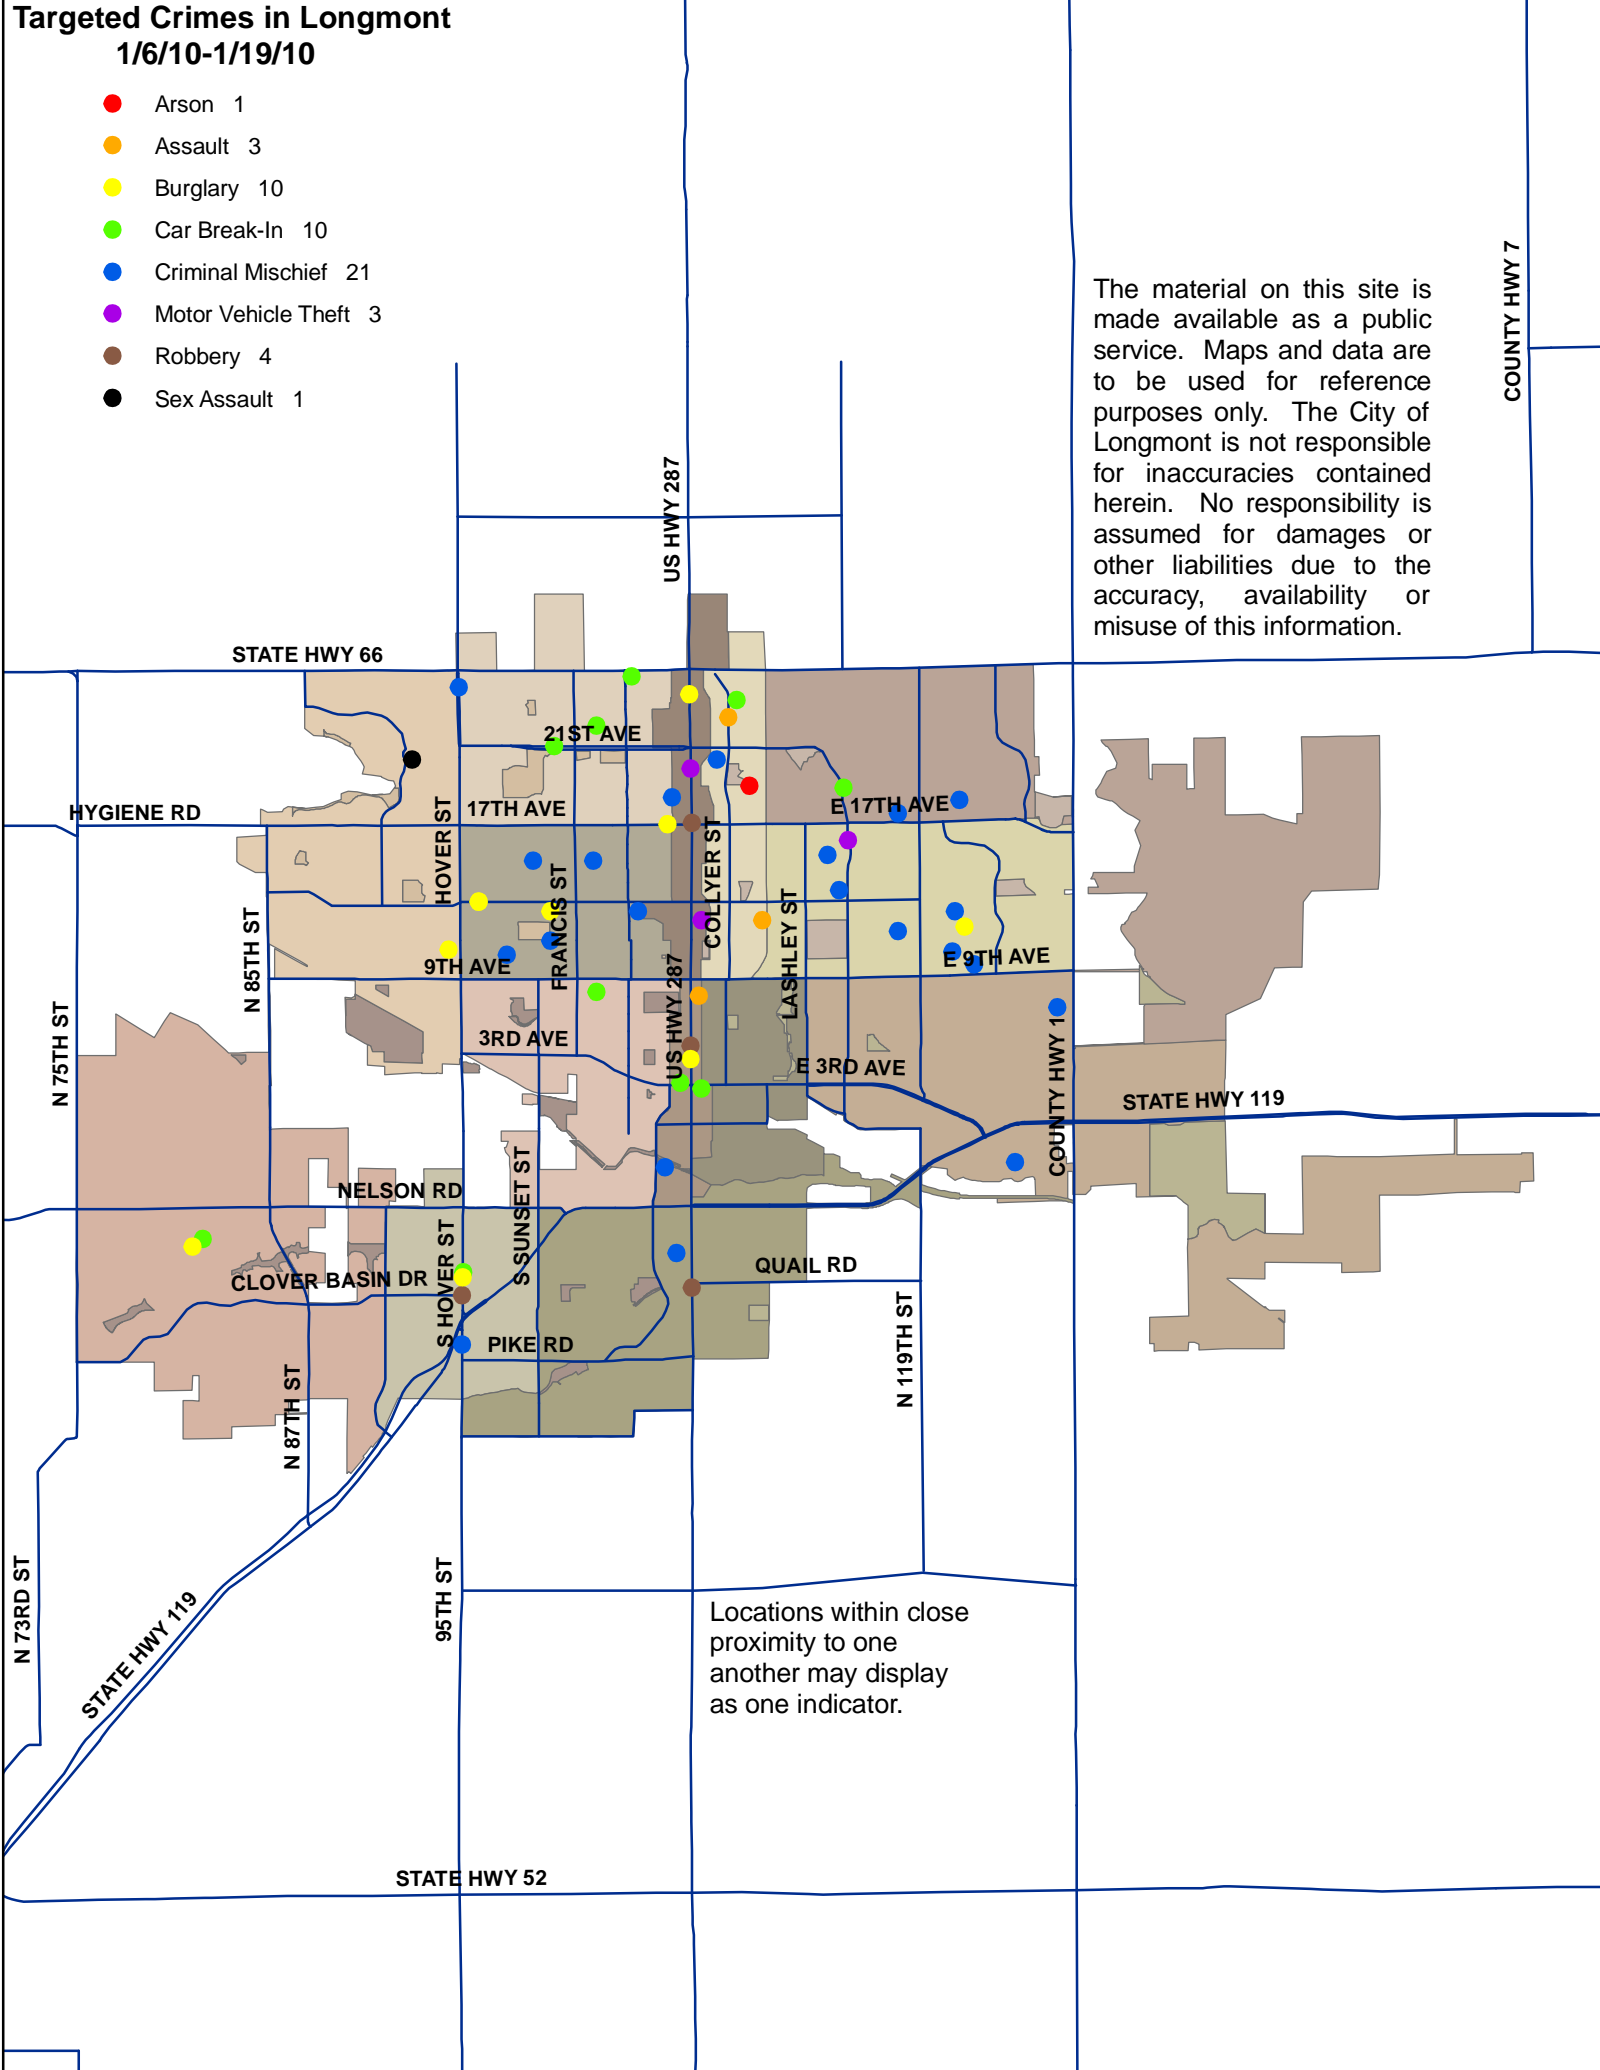 Targeted Crimes in Longmont
1/6/10-1/19/10
Arson 1
Assault 3
Burglary 10
Car Break-In 10
Criminal Mischief 21
Motor Vehicle Theft 3
Robbery 4
Sex Assault 1
The material on this site is
made available as a public
service. Maps and data are
to be used for reference
purposes only. The City of
Longmont is not responsible
for inaccuracies contained
herein. No responsibility is
assumed for damages or
other liabilities due to the
accuracy, availability or
misuse of this information.
COUNTY HWY 7
US HWY 287
STATE HWY 66
21ST AVE
HYGIENE RD
17TH AVE
E 17TH AVE
HOVER ST
COLLYER ST
FRANCIS ST
LASHLEY ST
N 85TH ST
9TH AVE
E 9TH AVE
US HWY 287
N 75TH ST
3RD AVE
E 3RD AVE
COUNTY HWY 1
STATE HWY 119
NELSON RD
S SUNSET ST
S HOVER ST
CLOVER BASIN DR
QUAIL RD
PIKE RD
N 119TH ST
N 87TH ST
95TH ST
N 73RD ST
STATE HWY 119
Locations within close
proximity to one
another may display
as one indicator.
STATE HWY 52